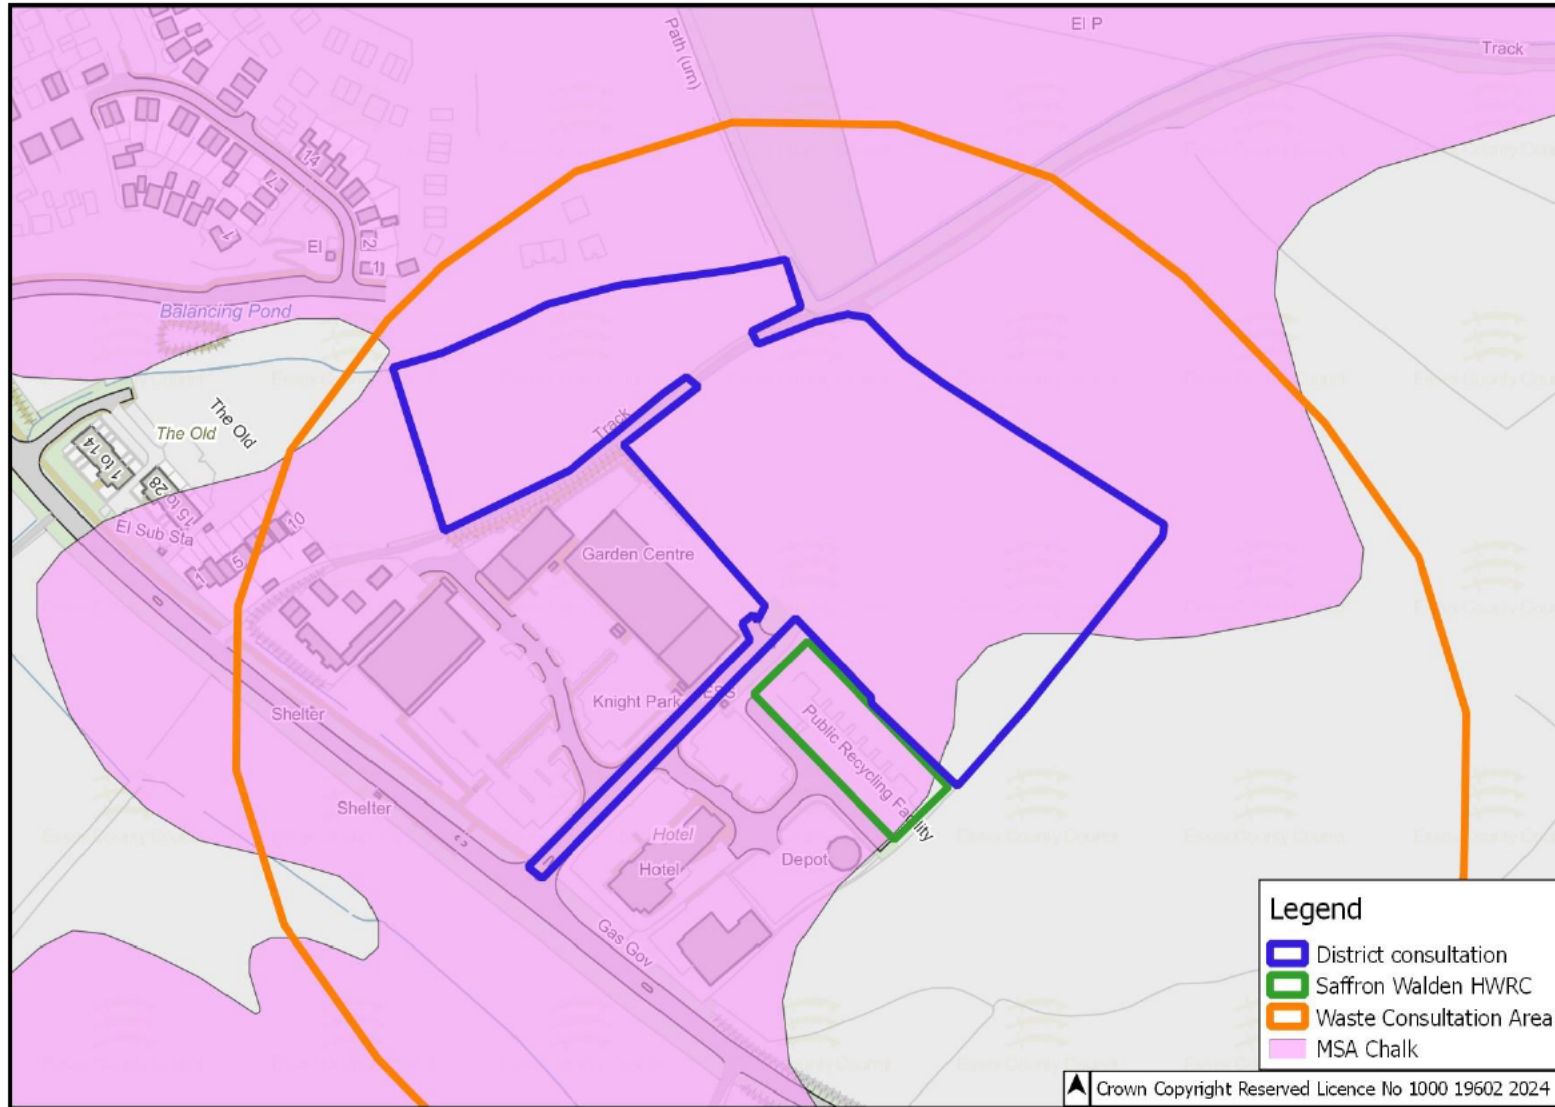 El P
Track
Path (um)
14
7
1
El
2
1
Balancing Pond
The Old
The Old
1 to 14
15 to 28
El Sub Sta
1
5
10
Track
Garden Centre
Knight Park
Shelter
Shelter
Public Recycling Facility
Hotel
Hotel
Depot
Gas Gov
Legend
District consultation
Saffron Walden HWRC
Waste Consultation Area
MSA Chalk
Crown Copyright Reserved Licence No 1000 19602 2024